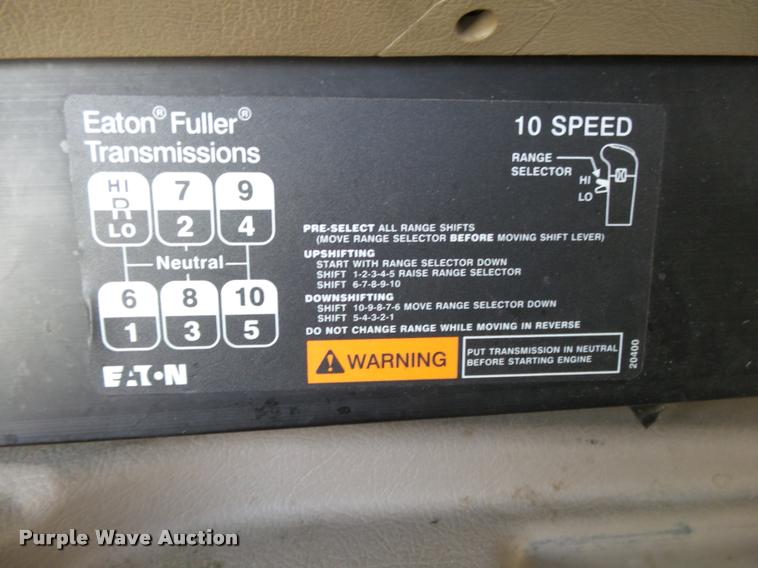 Eaton® Fuller®
Transmissions
HI
R
LO
7
2
9
4
Neutral
6
1
8
3
10
5
EATON
10 SPEED
RANGE
SELECTOR
HI
LO
PRE-SELECT ALL RANGE SHIFTS
(MOVE RANGE SELECTOR BEFORE MOVING SHIFT LEVER)
UPSHIFTING
START WITH RANGE SELECTOR DOWN
SHIFT 1-2-3-4-5 RAISE RANGE SELECTOR
SHIFT 6-7-8-9-10
DOWNSHIFTING
SHIFT 10-9-8-7-6 MOVE RANGE SELECTOR DOWN
SHIFT 5-4-3-2-1
DO NOT CHANGE RANGE WHILE MOVING IN REVERSE
WARNING
PUT TRANSMISSION IN NEUTRAL
BEFORE STARTING ENGINE
20400
Purple Wave Auction